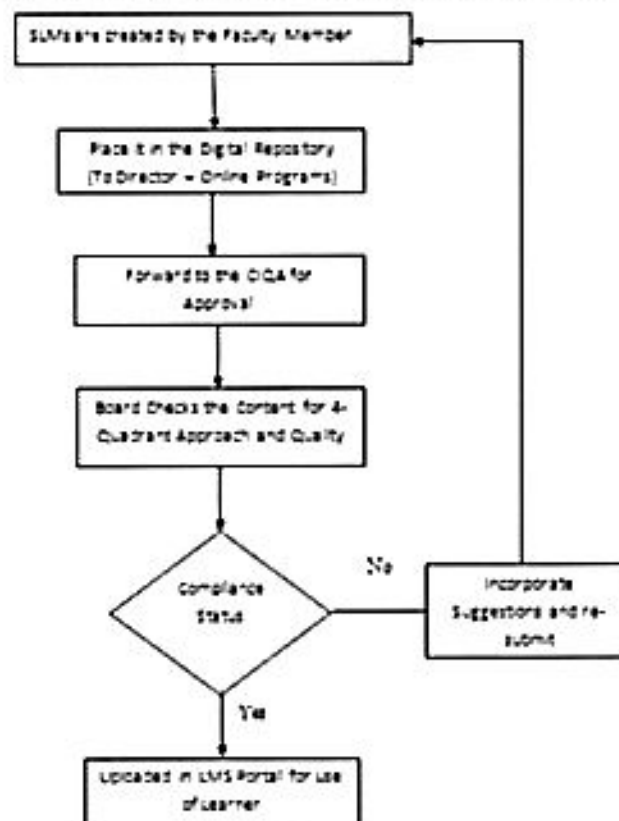 SLMs are created by the Faculty Member
Place it in the Digital Repository
(To Director – Online Programs)
Forward to the CIQA for
Approval
Board Checks the Content for 4-
Quadrant Approach and Quality
Compliance
Status
No
Incorporate
Suggestions and re-
submit
Yes
Uploaded in LMS Portal for use
of Learner